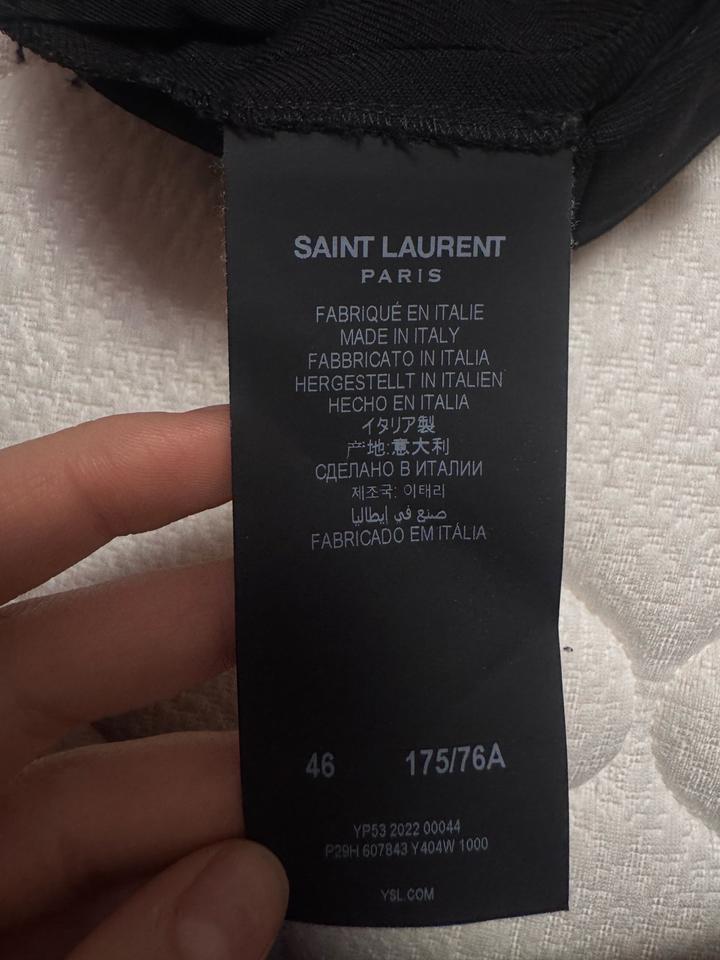 SAINT LAURENT
PARIS
FABRIQUÉ EN ITALIE
MADE IN ITALY
FABBRICATO IN ITALIA
HERGESTELLT IN ITALIEN
HECHO EN ITALIA
イタリア製
产地:意大利
СДЕЛАНО В ИТАЛИИ
제조국: 이태리
صنع في إيطاليا
FABRICADO EM ITÁLIA
46 175/76A
YP53 2022 00044
P29H 607843 Y404W 1000
YSL.COM